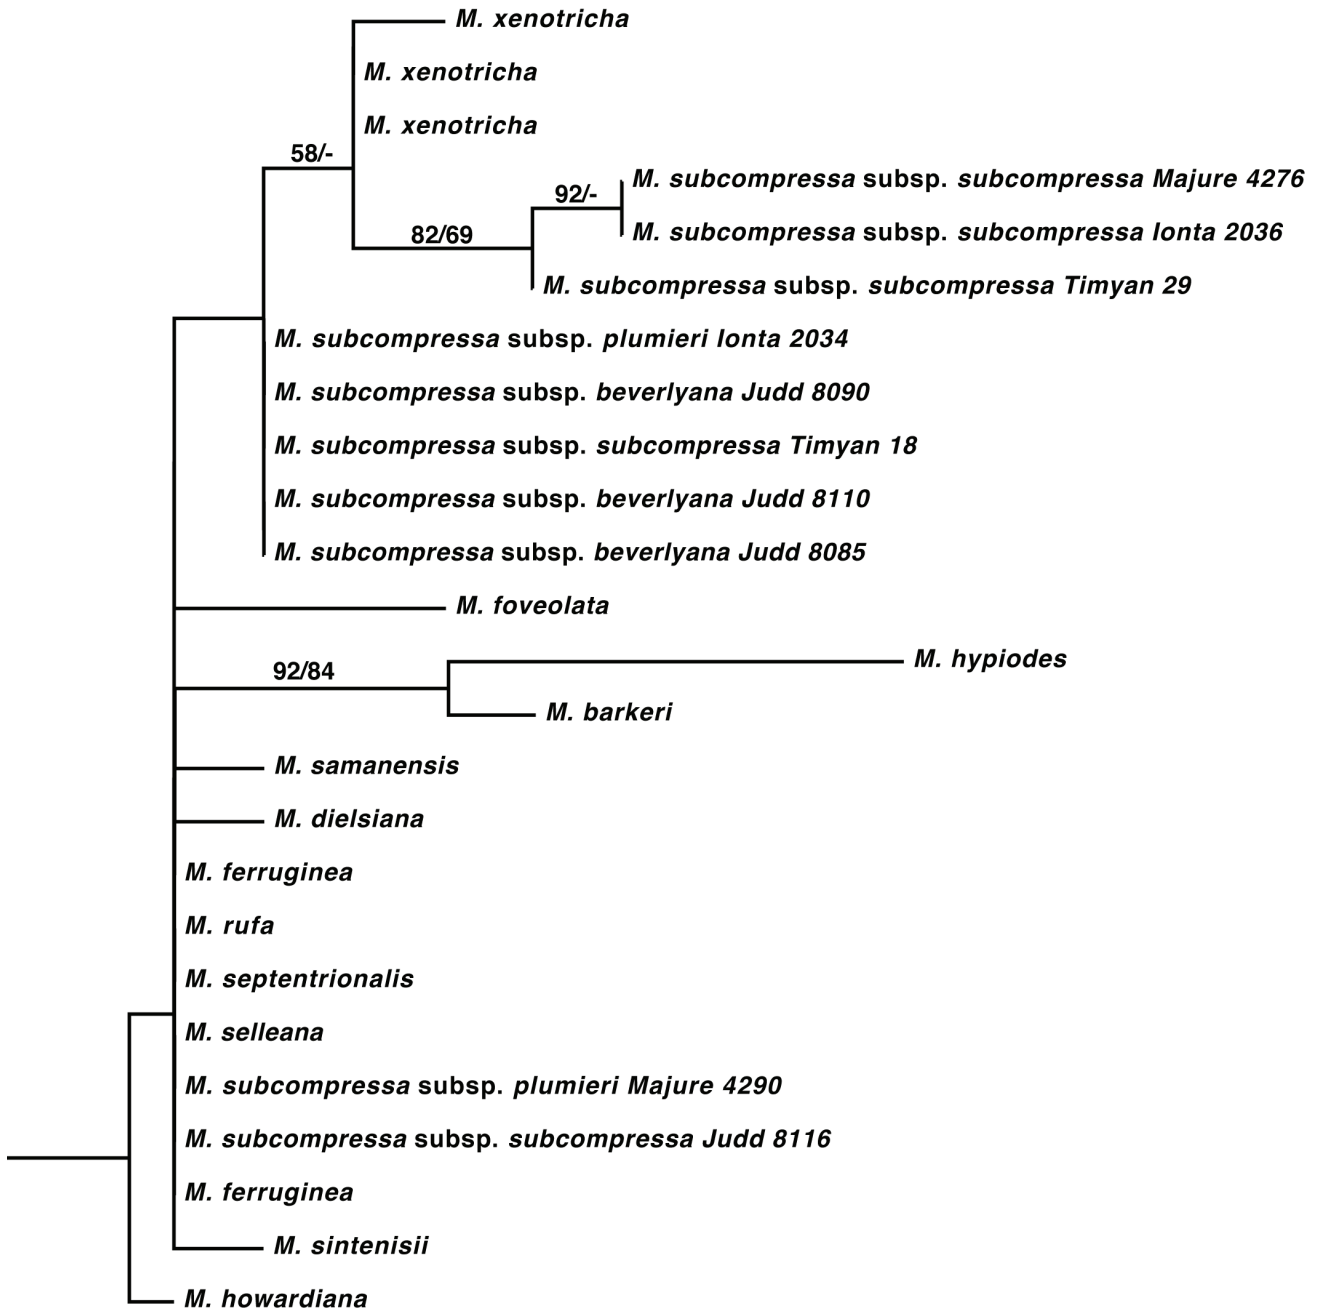 M. xenotricha
M. xenotricha
M. xenotricha
58/-
M. subcompressa subsp. subcompressa Majure 4276
92/-
M. subcompressa subsp. subcompressa Ionta 2036
82/69
M. subcompressa subsp. subcompressa Timyan 29
M. subcompressa subsp. plumieri Ionta 2034
M. subcompressa subsp. beverlyana Judd 8090
M. subcompressa subsp. subcompressa Timyan 18
M. subcompressa subsp. beverlyana Judd 8110
M. subcompressa subsp. beverlyana Judd 8085
M. foveolata
M. hypiodes
92/84
M. barkeri
M. samanensis
M. dielsiana
M. ferruginea
M. rufa
M. septentrionalis
M. selleana
M. subcompressa subsp. plumieri Majure 4290
M. subcompressa subsp. subcompressa Judd 8116
M. ferruginea
M. sintenisii
M. howardiana